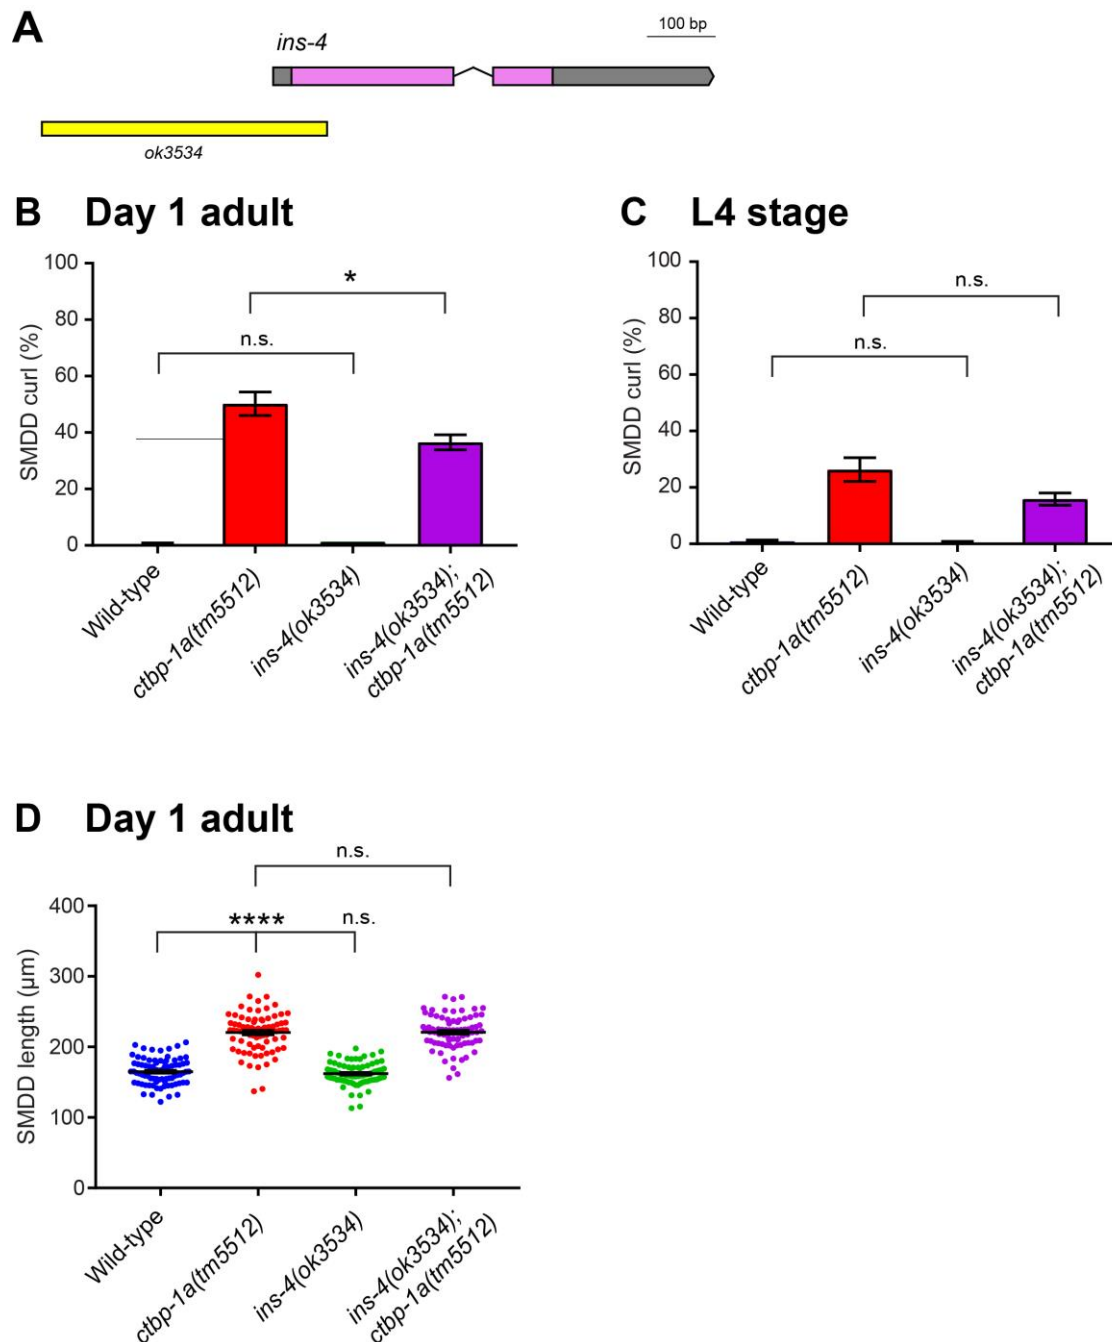 A
100 bp
ins-4
ok3534
B Day 1 adult
SMDD curl (%)
100
80
60
40
20
0
*
n.s.
Wild-type
ctbp-1a(tm5512)
ins-4(ok3534)
ins-4(ok3534);
ctbp-1a(tm5512)
C L4 stage
SMDD curl (%)
100
80
60
40
20
0
n.s.
n.s.
Wild-type
ctbp-1a(tm5512)
ins-4(ok3534)
ins-4(ok3534);
ctbp-1a(tm5512)
D Day 1 adult
SMDD length (µm)
400
300
200
100
0
n.s.
****
n.s.
Wild-type
ctbp-1a(tm5512)
ins-4(ok3534)
ins-4(ok3534);
ctbp-1a(tm5512)